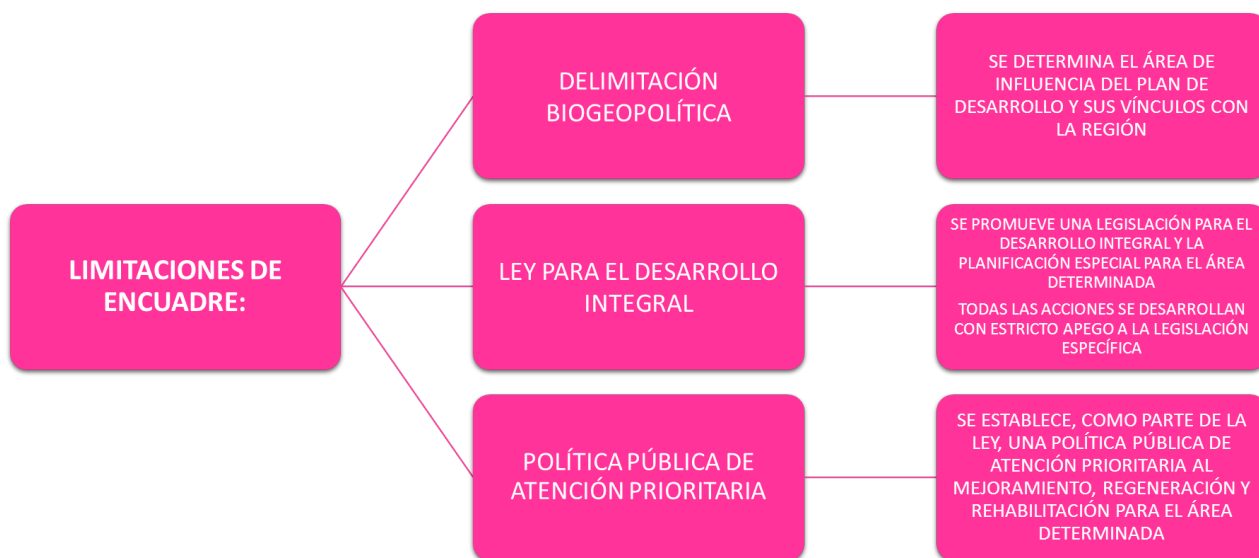 LIMITACIONES DE
ENCUADRE:
DELIMITACIÓN
BIOGEOPOLÍTICA
SE DETERMINA EL ÁREA DE
INFLUENCIA DEL PLAN DE
DESARROLLO Y SUS VÍNCULOS CON
LA REGIÓN
LEY PARA EL DESARROLLO
INTEGRAL
SE PROMUEVE UNA LEGISLACIÓN PARA EL
DESARROLLO INTEGRAL Y LA
PLANIFICACIÓN ESPECIAL PARA EL ÁREA
DETERMINADA
TODAS LAS ACCIONES SE DESARROLLAN
CON ESTRICTO APEGO A LA LEGISLACIÓN
ESPECÍFICA
POLÍTICA PÚBLICA DE
ATENCIÓN PRIORITARIA
SE ESTABLECE, COMO PARTE DE LA
LEY, UNA POLÍTICA PÚBLICA DE
ATENCIÓN PRIORITARIA AL
MEJORAMIENTO, REGENERACIÓN Y
REHABILITACIÓN PARA EL ÁREA
DETERMINADA